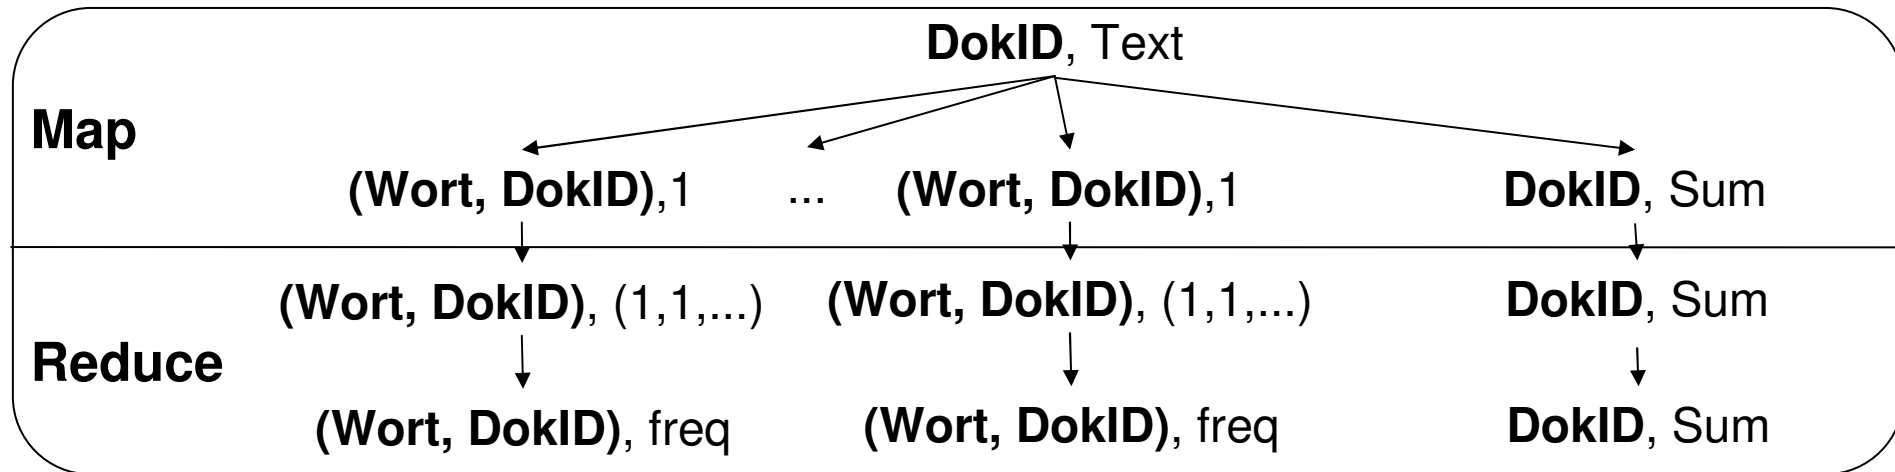 DokID, Text
Map
(Wort, DokID),1 ... (Wort, DokID),1 DokID, Sum
(Wort, DokID), (1,1,...) (Wort, DokID), (1,1,...) DokID, Sum
Reduce
(Wort, DokID), freq (Wort, DokID), freq DokID, Sum